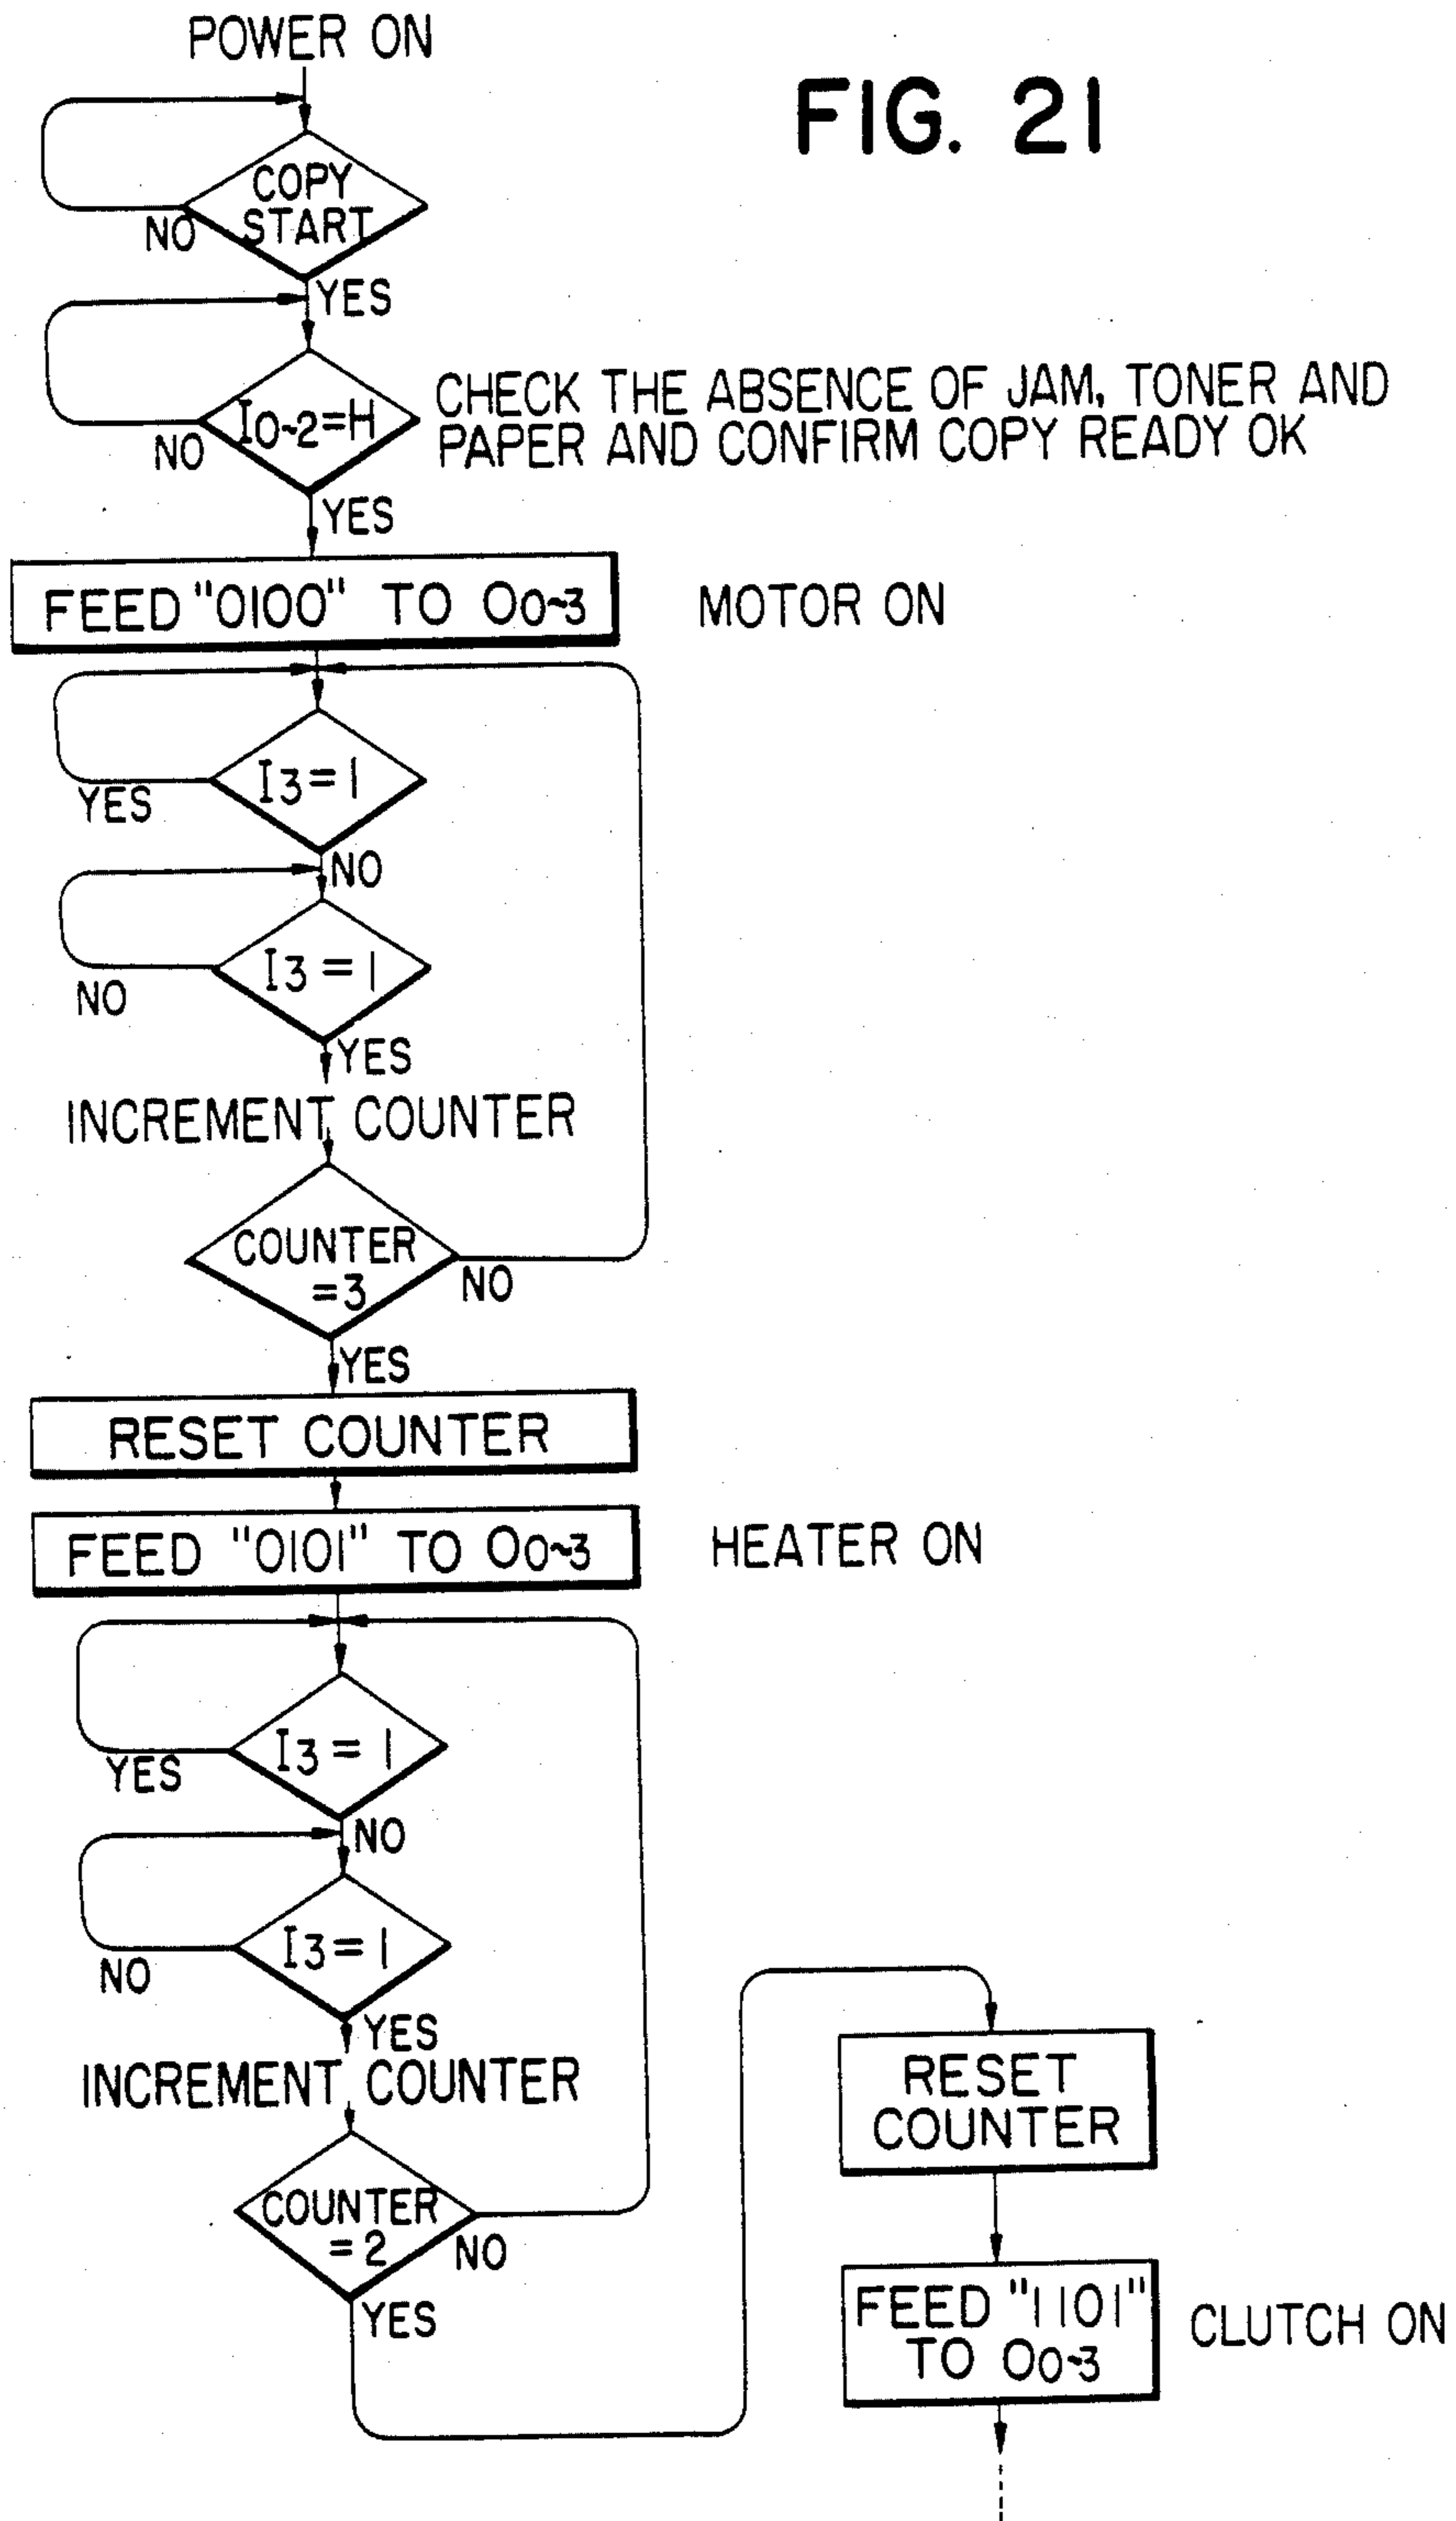 POWER ON
FIG. 21
COPY
START
NO
YES
I0~2=H
NO
CHECK THE ABSENCE OF JAM, TONER AND
PAPER AND CONFIRM COPY READY OK
YES
FEED "0100" TO O0~3
MOTOR ON
I3=1
YES
NO
I3=1
NO
YES
INCREMENT COUNTER
COUNTER
=3
NO
YES
RESET COUNTER
FEED "0101" TO O0~3
HEATER ON
I3=1
YES
NO
I3=1
NO
YES
INCREMENT COUNTER
COUNTER
=2
NO
YES
RESET
COUNTER
FEED "1101"
TO O0~3
CLUTCH ON